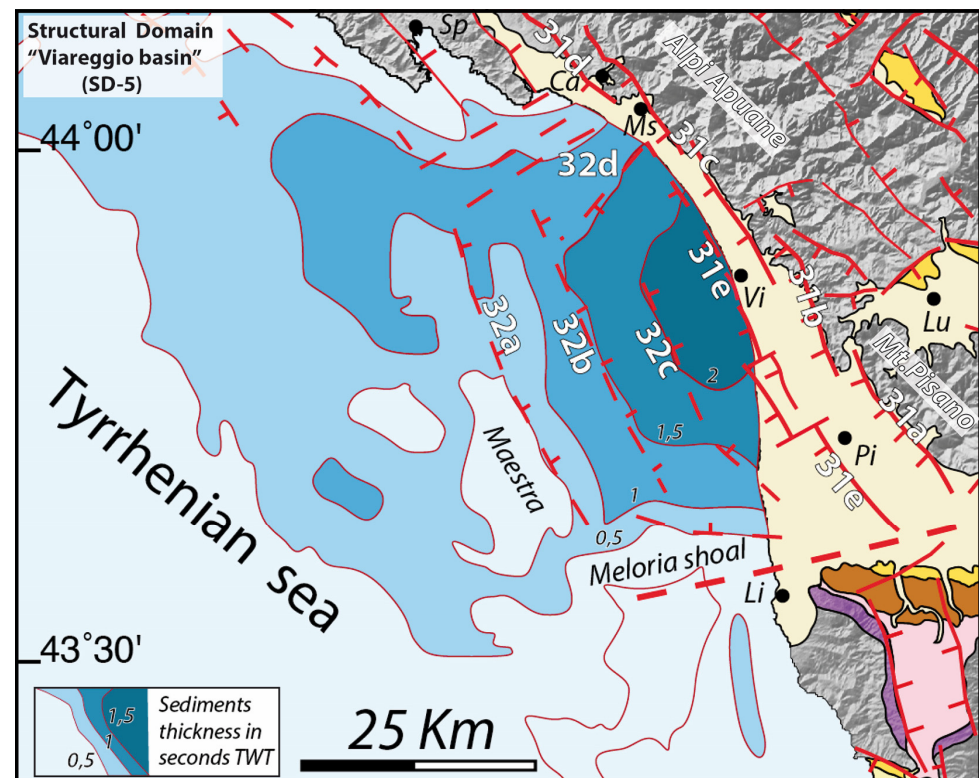 Structural Domain
“Viareggio basin”
(SD-5)
Sp
31d
Ca
Alpi Apuane
44°00'
Ms
31c
32d
31e
Vi
31b
Lu
32a
32b
32c
Mt.Pisano
2
31a
Tyrrhenian sea
Maestra
1,5
Pi
31e
1
0,5
Meloria shoal
Li
43°30'
1,5
1
0,5
Sediments
thickness in
seconds TWT
25 Km